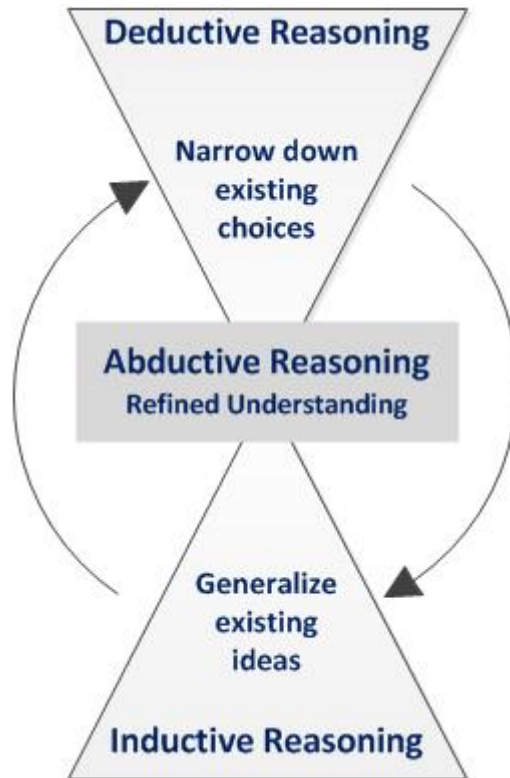 Deductive Reasoning
Narrow down
existing
choices
Abductive Reasoning
Refined Understanding
Generalize
existing
ideas
Inductive Reasoning